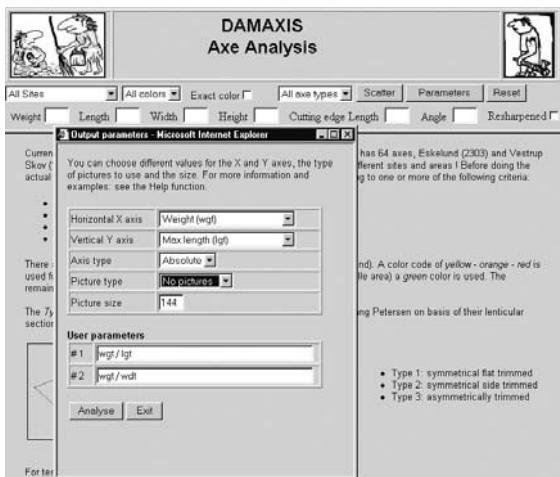 DAMAXIS
Axe Analysis
All Sites All colors Exact color All axe types Scatter Parameters Reset
Weight Length Width Height Cutting edge Length Angle Resharpened
Output parameters - Microsoft Internet Explorer
You can choose different values for the X and Y axes, the type
of pictures to use and the size. For more information and
examples: see the Help function.
Horizontal X axis Weight (wgt)
Vertical Y axis Max length (lgt)
Axis type Absolute
Picture type No pictures
Picture size 144
User parameters
#1 wgt / lgt
#2 wgt / wdt
Analyse Exit
Curren has 64 axes, Eskelund (2303) and Vestrup
Skov ( fferent sites and areas ! Before doing the
actual g to one or more of the following criteria:
There nd). A color code of yellow - orange - red is
used f lle area) a green color is used. The
remain
The Ty ng Petersen on basis of their lenticular
section
Type 1: symmetrical flat trimmed
Type 2: symmetrical side trimmed
Type 3: asymmetrically trimmed
For ter